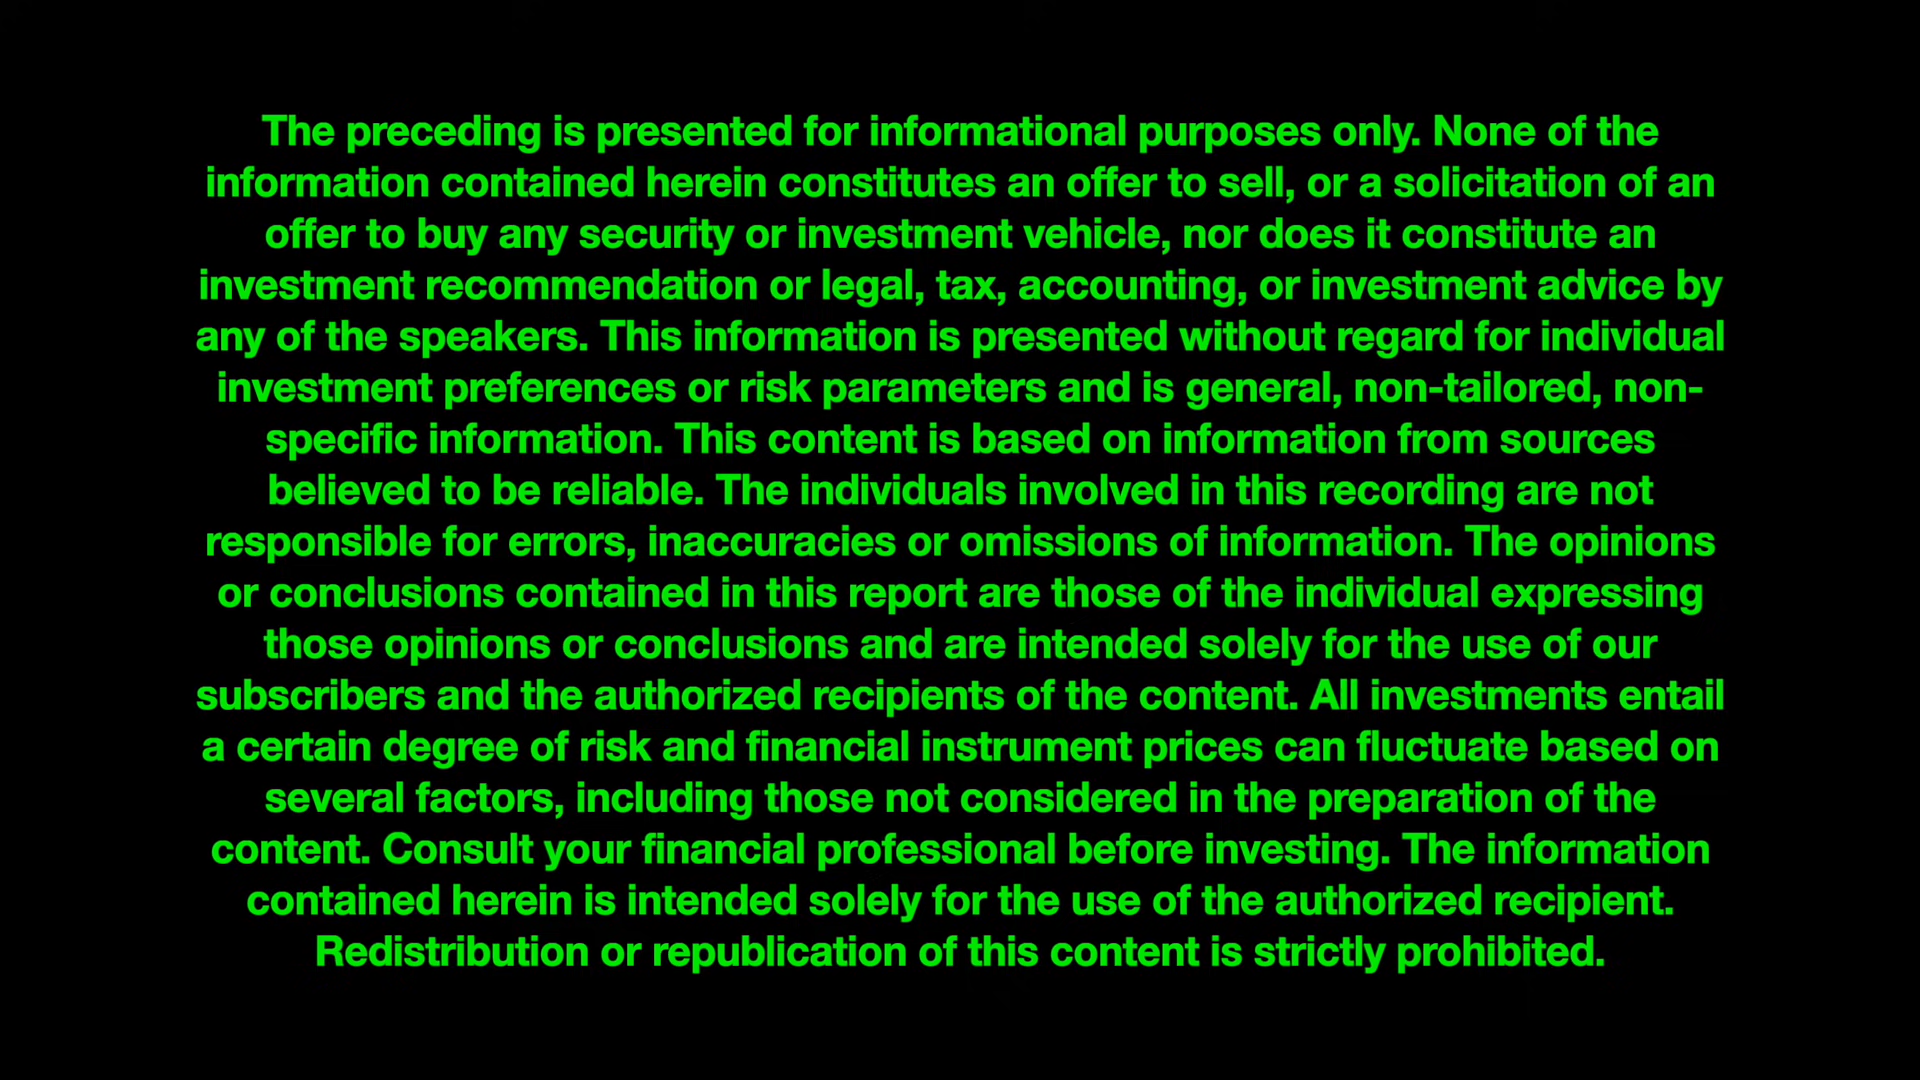 The preceding is presented for informational purposes only. None of the
information contained herein constitutes an offer to sell, or a solicitation of an
offer to buy any security or investment vehicle, nor does it constitute an
investment recommendation or legal, tax, accounting, or investment advice by
any of the speakers. This information is presented without regard for individual
investment preferences or risk parameters and is general, non-tailored, non-
specific information. This content is based on information from sources
believed to be reliable. The individuals involved in this recording are not
responsible for errors, inaccuracies or omissions of information. The opinions
or conclusions contained in this report are those of the individual expressing
those opinions or conclusions and are intended solely for the use of our
subscribers and the authorized recipients of the content. All investments entail
a certain degree of risk and financial instrument prices can fluctuate based on
several factors, including those not considered in the preparation of the
content. Consult your financial professional before investing. The information
contained herein is intended solely for the use of the authorized recipient.
Redistribution or republication of this content is strictly prohibited.